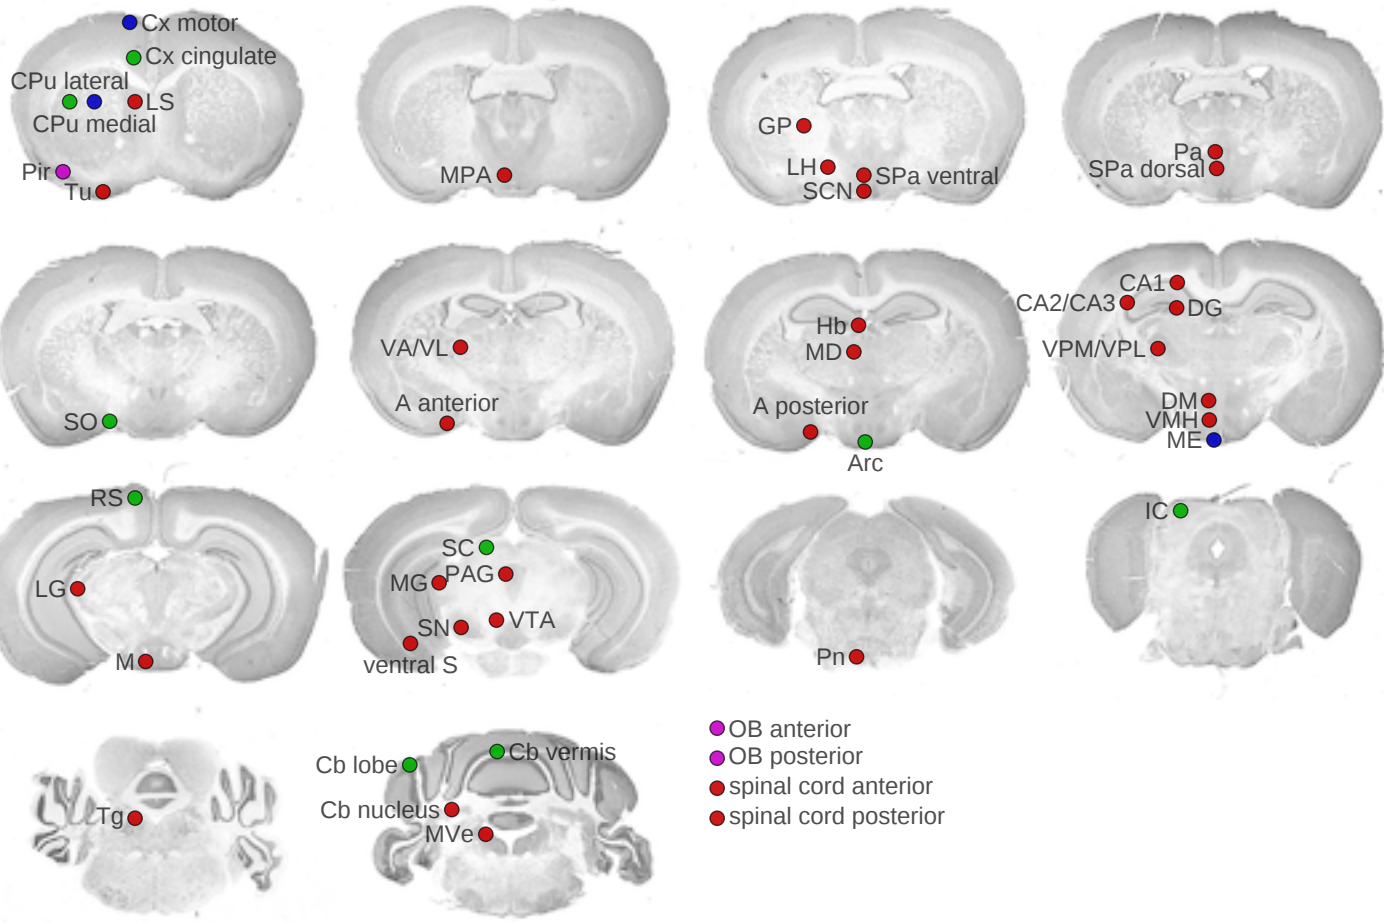 Cx motor
Cx cingulate
CPu lateral
LS
CPu medial
Pir
Tu
MPA
GP
LH
SPa ventral
SCN
Pa
SPa dorsal
SO
VA/VL
A anterior
Hb
MD
A posterior
Arc
CA1
CA2/CA3
DG
VPM/VPL
DM
VMH
ME
RS
LG
M
SC
MG
PAG
SN
VTA
ventral S
Pn
IC
Tg
Cb lobe
Cb vermis
Cb nucleus
MVe
OB anterior
OB posterior
spinal cord anterior
spinal cord posterior